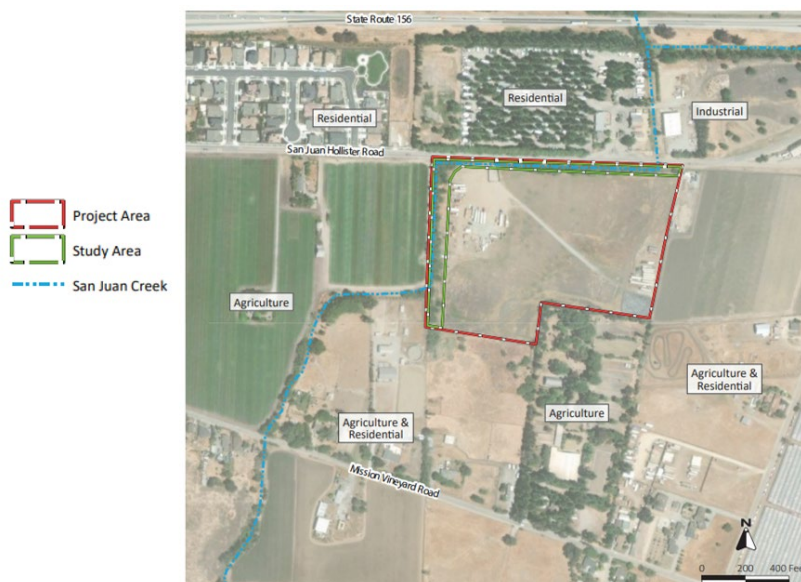 State Route 156
Residential
Residential
Industrial
San Juan Hollister Road
Project Area
Study Area
San Juan Creek
Agriculture
Agriculture &
Residential
Agriculture &
Residential
Agriculture
Mission Vineyard Road
N
0 200 400 Fee